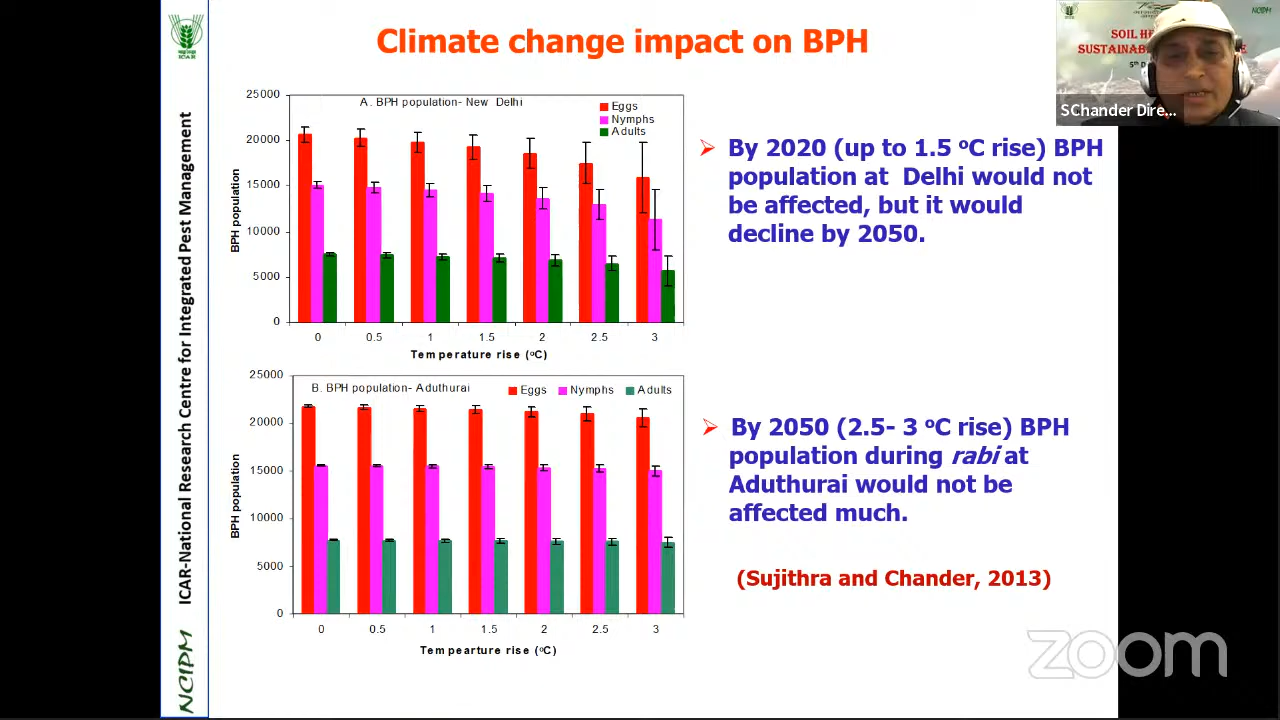 Climate change impact on BPH
ICAR
ICAR-National Research Centre for Integrated Pest Management
NCIPM
A. BPH population- New Delhi
Eggs
Nymphs
Adults
BPH population
25000
20000
15000
10000
5000
0
0 0.5 1 1.5 2 2.5 3
Temperature rise (ºC)
By 2020 (up to 1.5 ºC rise) BPH
population at Delhi would not
be affected, but it would
decline by 2050.
B. BPH population- Aduthurai
Eggs Nymphs Adults
BPH population
25000
20000
15000
10000
5000
0
0 0.5 1 1.5 2 2.5 3
Tempearture rise (ºC)
By 2050 (2.5- 3 ºC rise) BPH
population during rabi at
Aduthurai would not be
affected much.
(Sujithra and Chander, 2013)
SOIL
SUSTAINAB
5th D
NCIPM
SChander Dire...
zoom